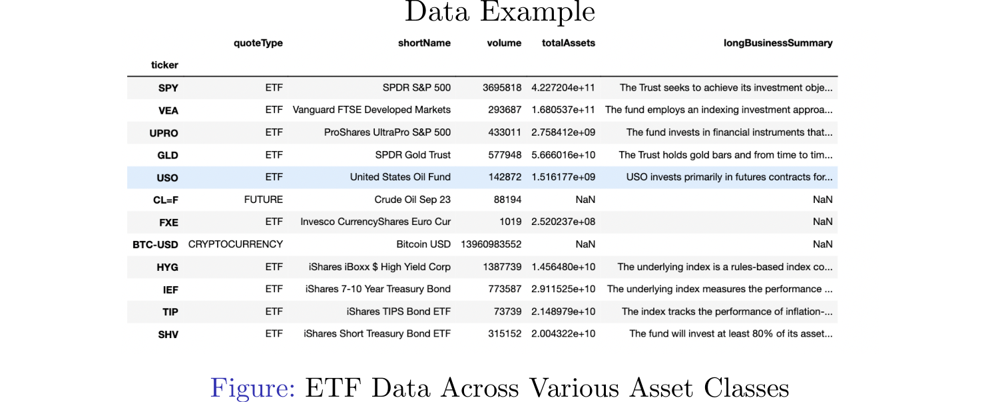 Data Example
quoteType shortName volume totalAssets longBusinessSummary
ticker
SPY ETF SPDR S&P 500 3695818 4.227204e+11 The Trust seeks to achieve its investment obje...
VEA ETF Vanguard FTSE Developed Markets 293687 1.680537e+11 The fund employs an indexing investment approa...
UPRO ETF ProShares UltraPro S&P 500 433011 2.758412e+09 The fund invests in financial instruments that...
GLD ETF SPDR Gold Trust 577948 5.666016e+10 The Trust holds gold bars and from time to tim...
USO ETF United States Oil Fund 142872 1.516177e+09 USO invests primarily in futures contracts for...
CL=F FUTURE Crude Oil Sep 23 88194 NaN NaN
FXE ETF Invesco CurrencyShares Euro Cur 1019 2.520237e+08 NaN
BTC-USD CRYPTOCURRENCY Bitcoin USD 13960983552 NaN NaN
HYG ETF iShares iBoxx $ High Yield Corp 1387739 1.456480e+10 The underlying index is a rules-based index co...
IEF ETF iShares 7-10 Year Treasury Bond 773587 2.911525e+10 The underlying index measures the performance ...
TIP ETF iShares TIPS Bond ETF 73739 2.148979e+10 The index tracks the performance of inflation-...
SHV ETF iShares Short Treasury Bond ETF 315152 2.004322e+10 The fund will invest at least 80% of its asset...
Figure: ETF Data Across Various Asset Classes